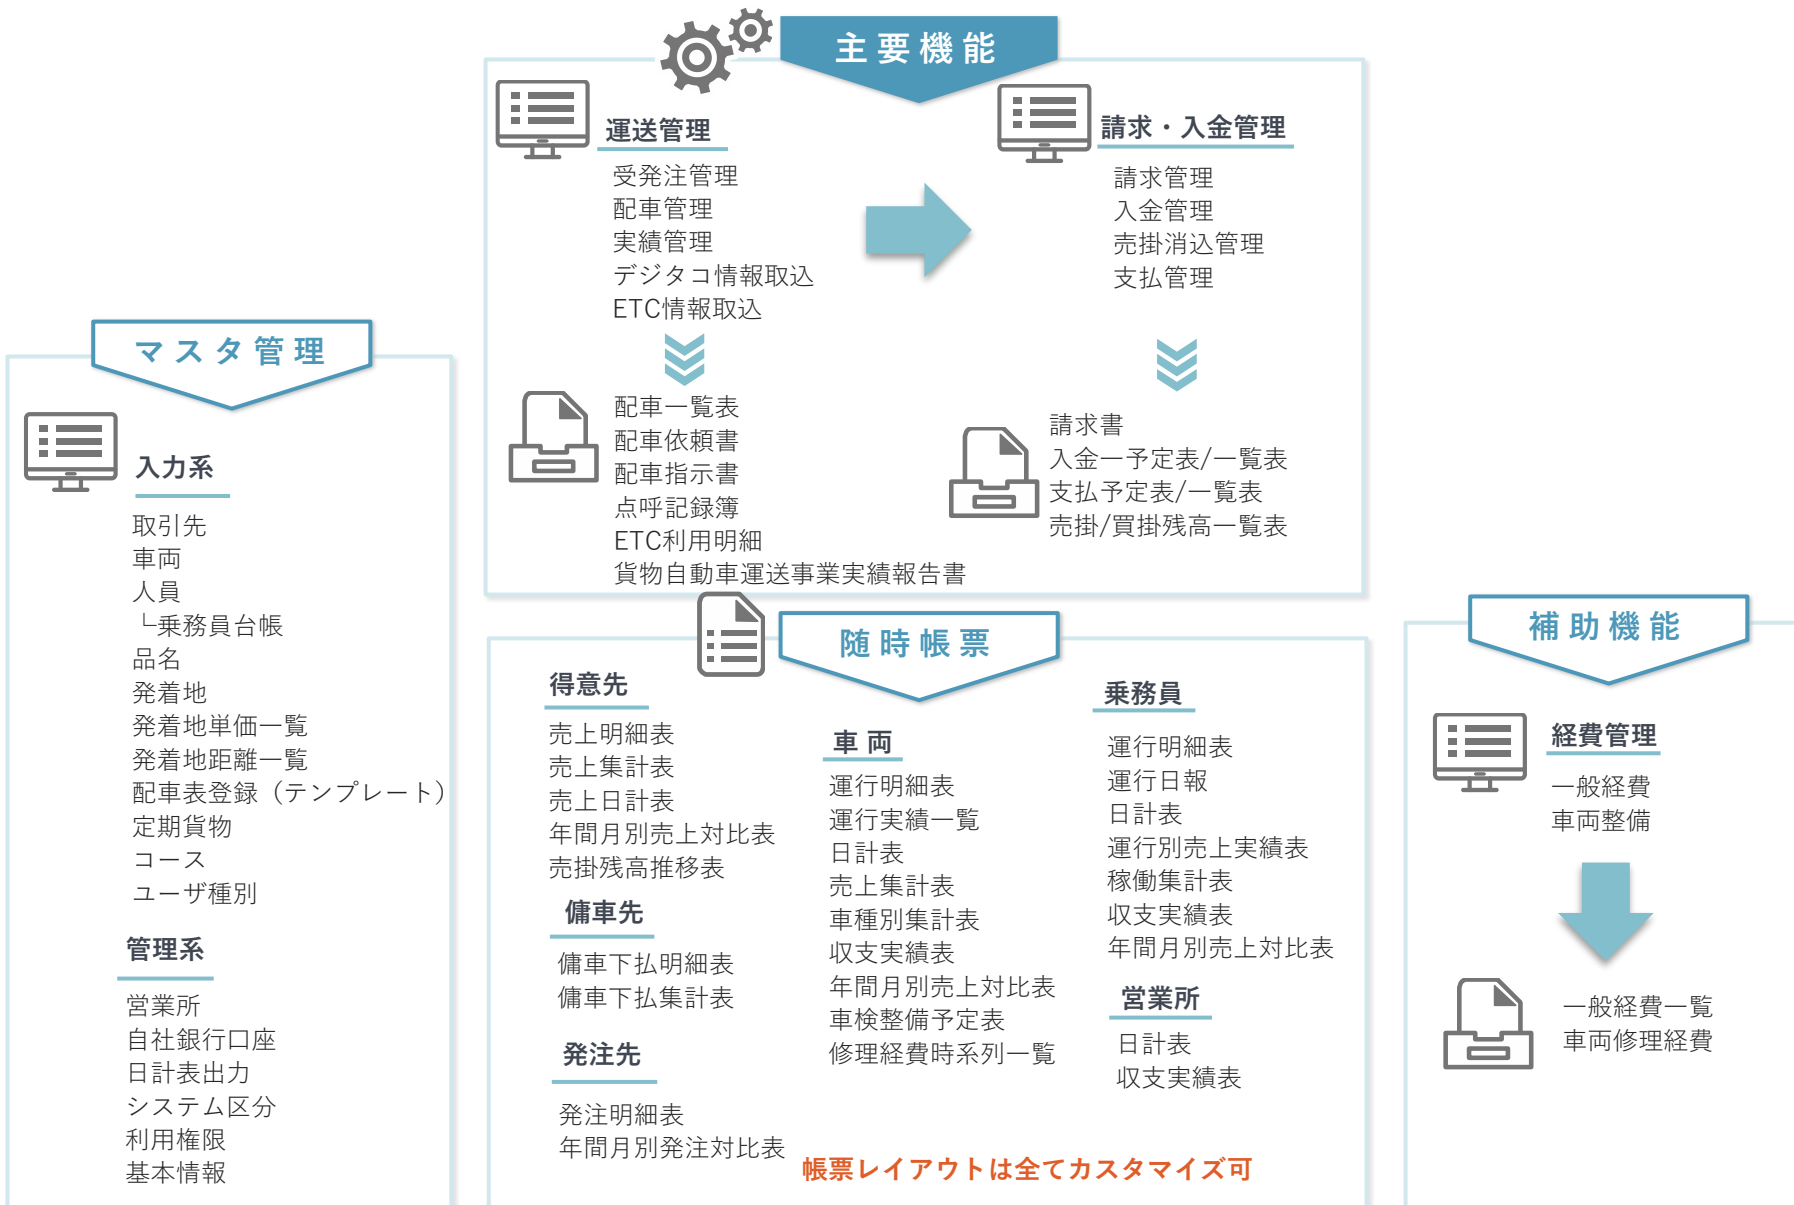 主要機能
運送管理
受発注管理
配車管理
実績管理
デジタコ情報取込
ETC情報取込
配車一覧表
配車依頼書
配車指示書
点呼記録簿
ETC利用明細
貨物自動車運送事業実績報告書
請求・入金管理
請求管理
入金管理
売掛消込管理
支払管理
請求書
入金一予定表/一覧表
支払予定表/一覧表
売掛/買掛残高一覧表
マスタ管理
入力系
取引先
車両
人員
└乗務員台帳
品名
発着地
発着地単価一覧
発着地距離一覧
配車表登録（テンプレート）
定期貨物
コース
ユーザ種別
管理系
営業所
自社銀行口座
日計表出力
システム区分
利用権限
基本情報
随時帳票
得意先
売上明細表
売上集計表
売上日計表
年間月別売上対比表
売掛残高推移表
傭車先
傭車下払明細表
傭車下払集計表
発注先
発注明細表
年間月別発注対比表
車両
運行明細表
運行実績一覧
日計表
売上集計表
車種別集計表
収支実績表
年間月別売上対比表
車検整備予定表
修理経費時系列一覧
乗務員
運行明細表
運行日報
日計表
運行別売上実績表
稼働集計表
収支実績表
年間月別売上対比表
営業所
日計表
収支実績表
帳票レイアウトは全てカスタマイズ可
補助機能
経費管理
一般経費
車両整備
一般経費一覧
車両修理経費